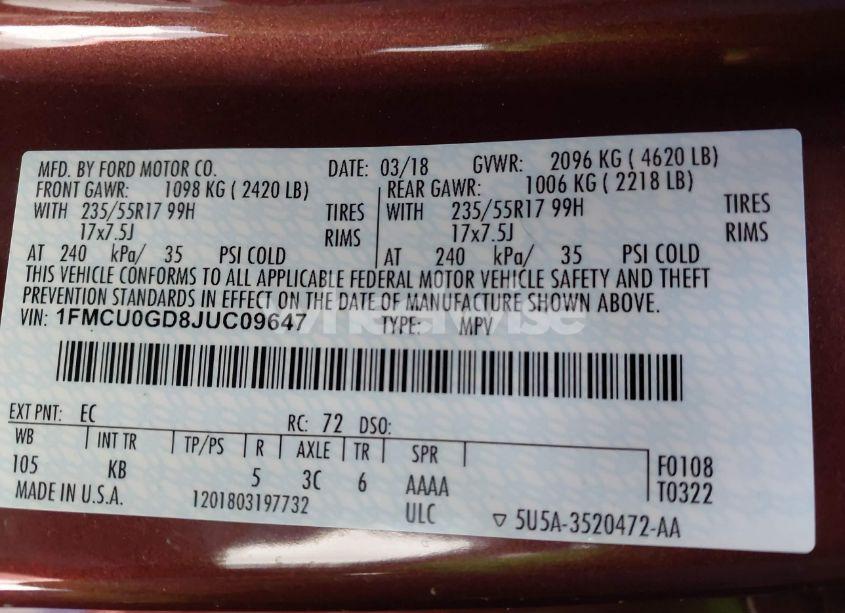 MFD. BY FORD MOTOR CO. DATE: 03/18 GVWR: 2096 KG ( 4620 LB)
FRONT GAWR: 1098 KG ( 2420 LB) REAR GAWR: 1006 KG ( 2218 LB)
WITH 235/55R17 99H TIRES WITH 235/55R17 99H TIRES
17x7.5J RIMS 17x7.5J RIMS
AT 240 kPa/ 35 PSI COLD AT 240 kPa/ 35 PSI COLD
THIS VEHICLE CONFORMS TO ALL APPLICABLE FEDERAL MOTOR VEHICLE SAFETY AND THEFT
PREVENTION STANDARDS IN EFFECT ON THE DATE OF MANUFACTURE SHOWN ABOVE.
VIN: 1FMCU0GD8JUC09647 TYPE: MPV
EXT PNT: EC RC: 72 DSO:
WB INT TR TP/PS R AXLE TR SPR
105 KB 5 3C 6 AAAA F0108
MADE IN U.S.A. 1201803197732 ULC T0322
5U5A-3520472-AA